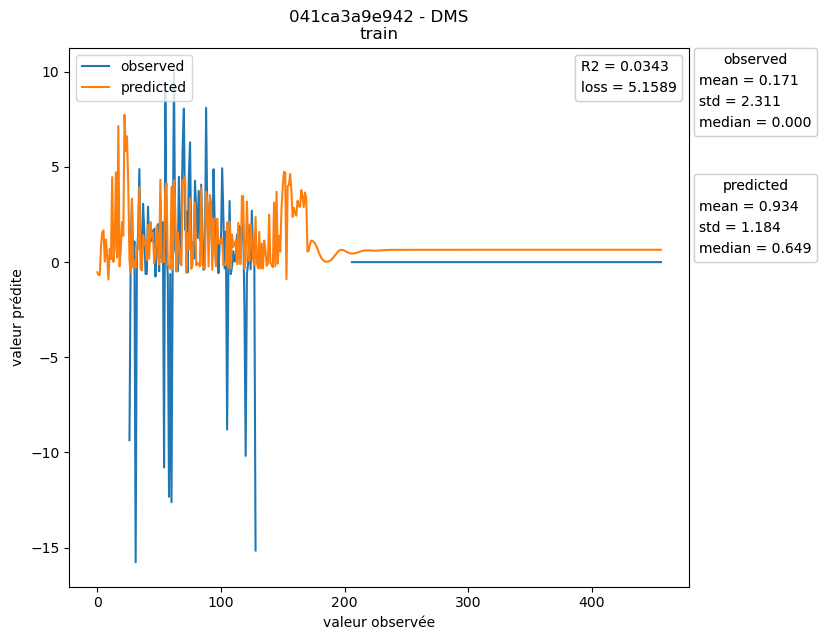 041ca3a9e942 - DMS
train
observed
predicted
R2 = 0.0343
loss = 5.1589
observed
mean = 0.171
std = 2.311
median = 0.000
predicted
mean = 0.934
std = 1.184
median = 0.649
valeur prédite
10
5
0
−5
−10
−15
0
100
200
300
400
valeur observée